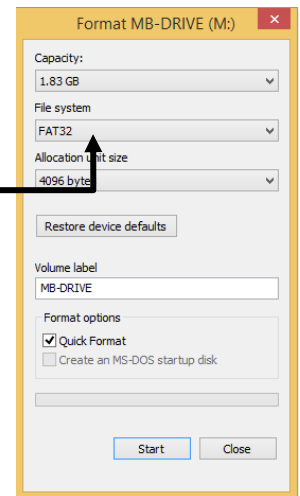 Format MB-DRIVE (M:)
Capacity:
1.83 GB
File system
FAT32
Allocation unit size
4096 bytes
Restore device defaults
Volume label
MB-DRIVE
Format options
Quick Format
Create an MS-DOS startup disk
Start
Close